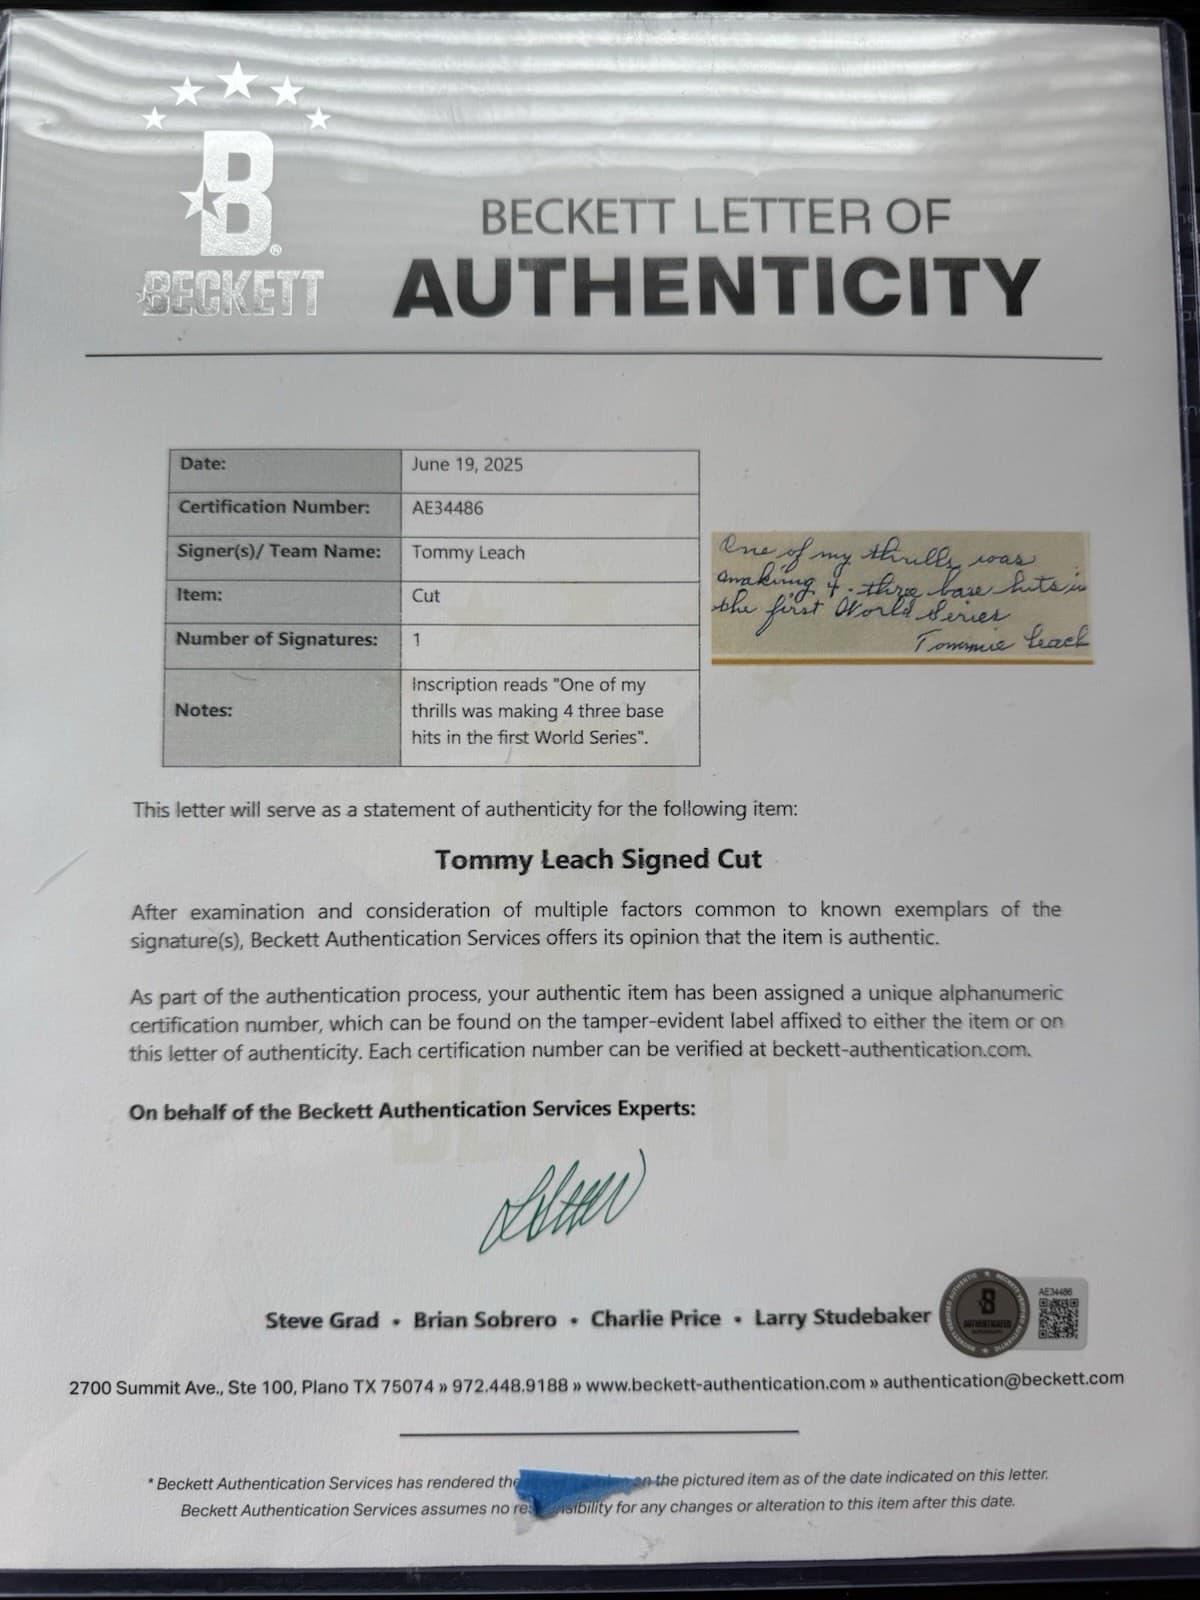 B®
BECKETT
BECKETT LETTER OF
AUTHENTICITY
Date: June 19, 2025
Certification Number: AE34486
Signer(s)/ Team Name: Tommy Leach
Item: Cut
Number of Signatures: 1
Notes: Inscription reads "One of my
thrills was making 4 three base
hits in the first World Series".
One of my thrills was
making 4 - three base hits in
the first World Series
Tommie Leach
This letter will serve as a statement of authenticity for the following item:
Tommy Leach Signed Cut
After examination and consideration of multiple factors common to known exemplars of the
signature(s), Beckett Authentication Services offers its opinion that the item is authentic.
As part of the authentication process, your authentic item has been assigned a unique alphanumeric
certification number, which can be found on the tamper-evident label affixed to either the item or on
this letter of authenticity. Each certification number can be verified at beckett-authentication.com.
On behalf of the Beckett Authentication Services Experts:
Steve Grad • Brian Sobrero • Charlie Price • Larry Studebaker
B
AUTHENTICATED
AE34486
2700 Summit Ave., Ste 100, Plano TX 75074 » 972.448.9188 » www.beckett-authentication.com » authentication@beckett.com
* Beckett Authentication Services has rendered the on the pictured item as of the date indicated on this letter.
Beckett Authentication Services assumes no responsibility for any changes or alteration to this item after this date.